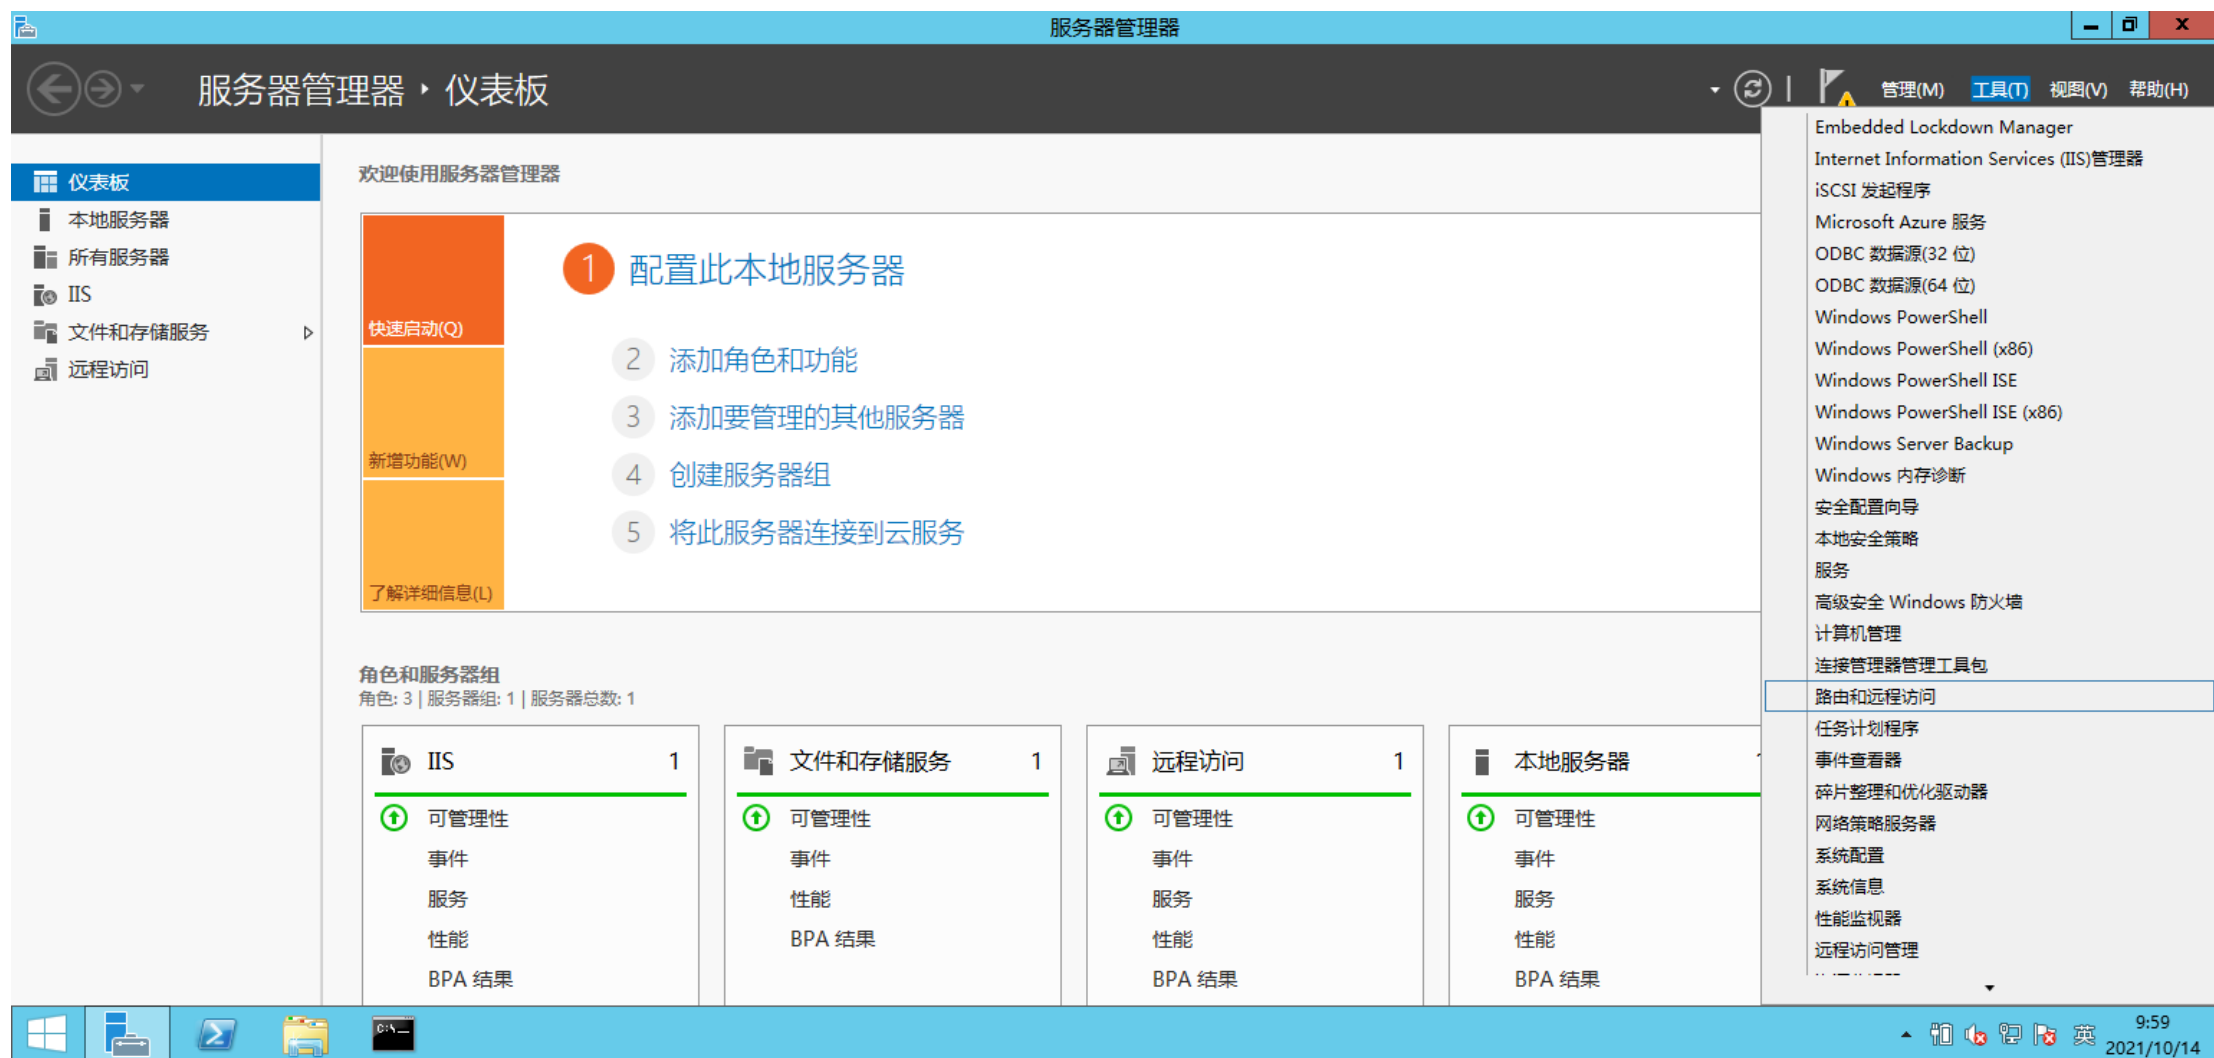 服务器管理器
服务器管理器 ‣ 仪表板
管理(M) 工具(T) 视图(V) 帮助(H)
仪表板
本地服务器
所有服务器
IIS
文件和存储服务
远程访问
欢迎使用服务器管理器
快速启动(Q)
新增功能(W)
了解详细信息(L)
1 配置此本地服务器
2 添加角色和功能
3 添加要管理的其他服务器
4 创建服务器组
5 将此服务器连接到云服务
角色和服务器组
角色: 3 | 服务器组: 1 | 服务器总数: 1
IIS 1
可管理性
事件
服务
性能
BPA 结果
文件和存储服务 1
可管理性
事件
性能
BPA 结果
远程访问 1
可管理性
事件
服务
性能
BPA 结果
本地服务器
可管理性
事件
服务
性能
BPA 结果
Embedded Lockdown Manager
Internet Information Services (IIS)管理器
iSCSI 发起程序
Microsoft Azure 服务
ODBC 数据源(32 位)
ODBC 数据源(64 位)
Windows PowerShell
Windows PowerShell (x86)
Windows PowerShell ISE
Windows PowerShell ISE (x86)
Windows Server Backup
Windows 内存诊断
安全配置向导
本地安全策略
服务
高级安全 Windows 防火墙
计算机管理
连接管理器管理工具包
路由和远程访问
任务计划程序
事件查看器
碎片整理和优化驱动器
网络策略服务器
系统配置
系统信息
性能监视器
远程访问管理
C:\_
英
9:59
2021/10/14